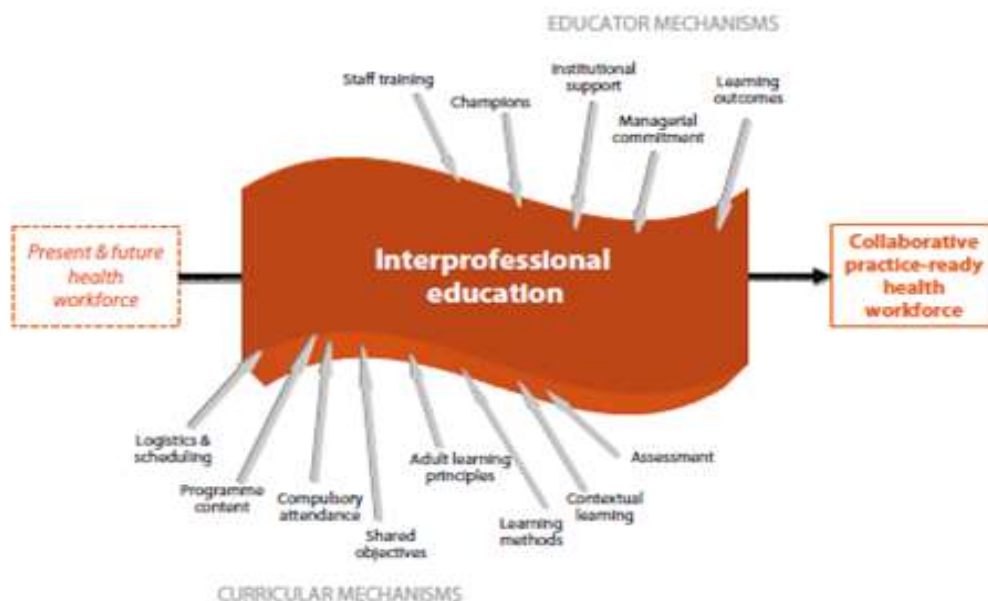 EDUCATOR MECHANISMS
Staff training
Champions
Institutional
support
Managerial
commitment
Learning
outcomes
Present & future
health
workforce
Interprofessional
education
Collaborative
practice-ready
health
workforce
Logistics &
scheduling
Programme
content
Compulsory
attendance
Shared
objectives
Adult learning
principles
Learning
methods
Contextual
learning
Assessment
CURRICULAR MECHANISMS